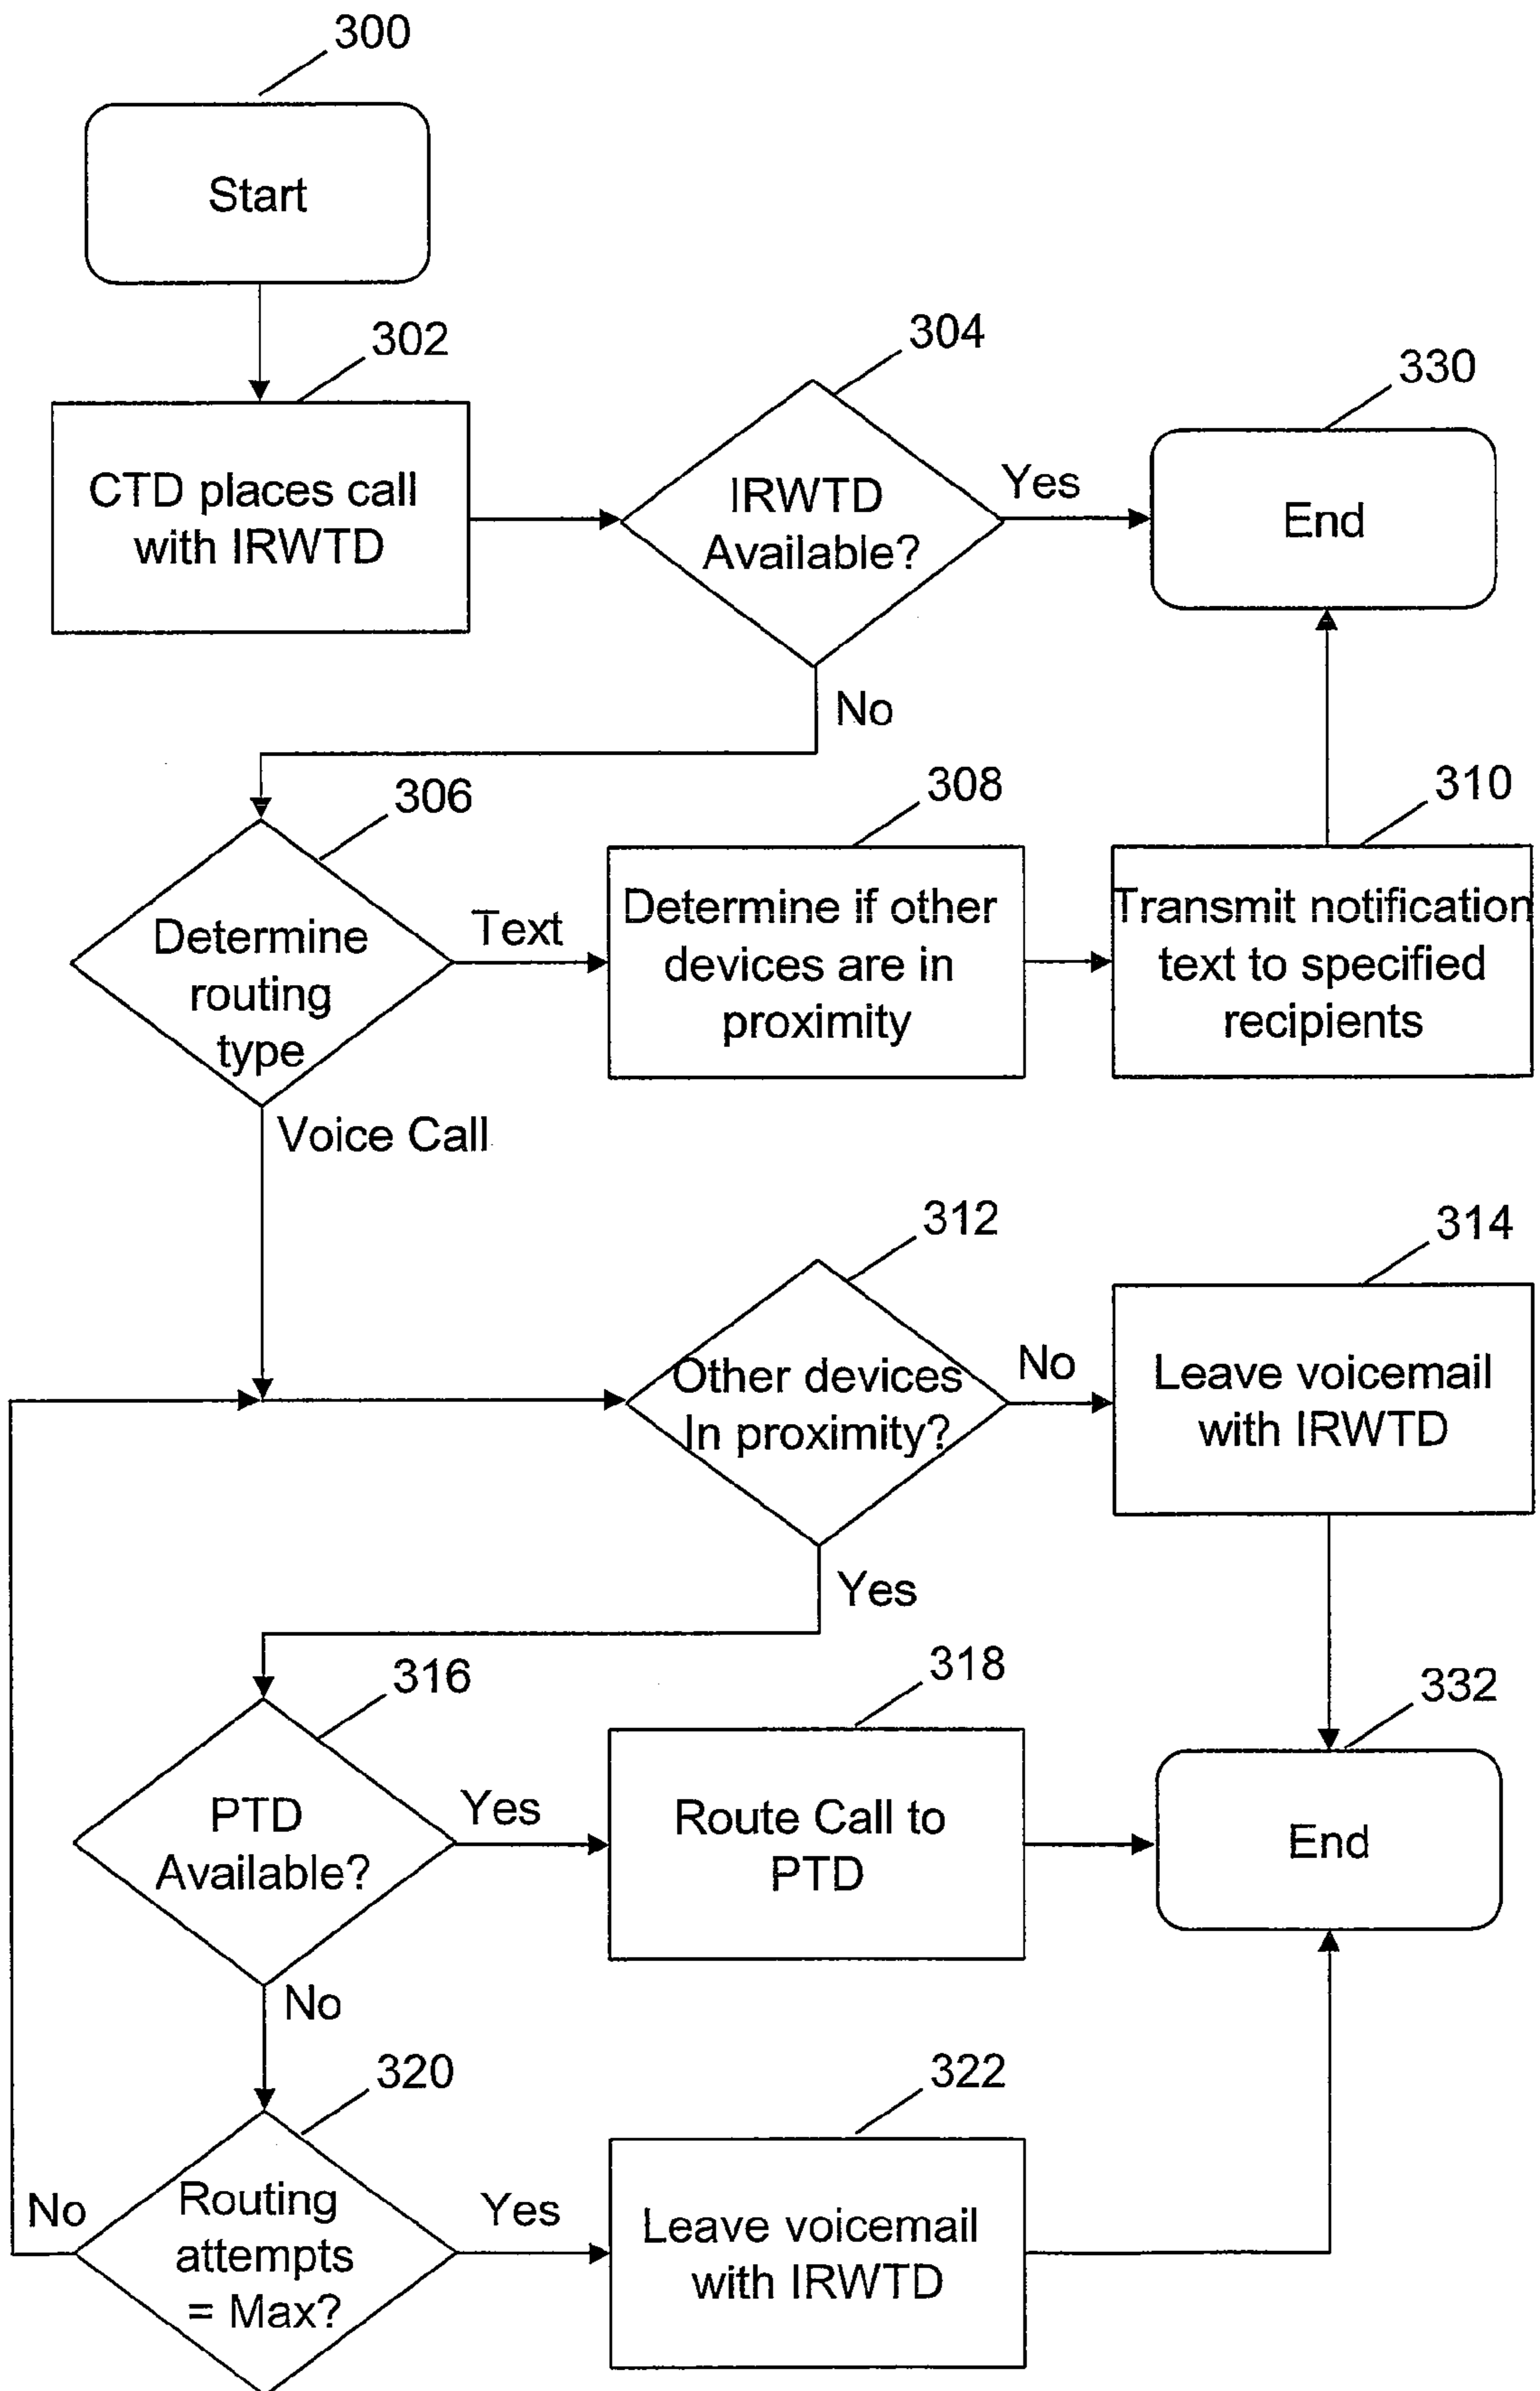 300
Start
302
CTD places call
with IRWTD
304
IRWTD
Available?
Yes
330
End
No
306
Determine
routing
type
Text
308
Determine if other
devices are in
proximity
310
Transmit notification
text to specified
recipients
Voice Call
312
Other devices
In proximity?
No
314
Leave voicemail
with IRWTD
Yes
316
PTD
Available?
Yes
318
Route Call to
PTD
332
End
No
320
Routing
attempts
= Max?
No
Yes
322
Leave voicemail
with IRWTD